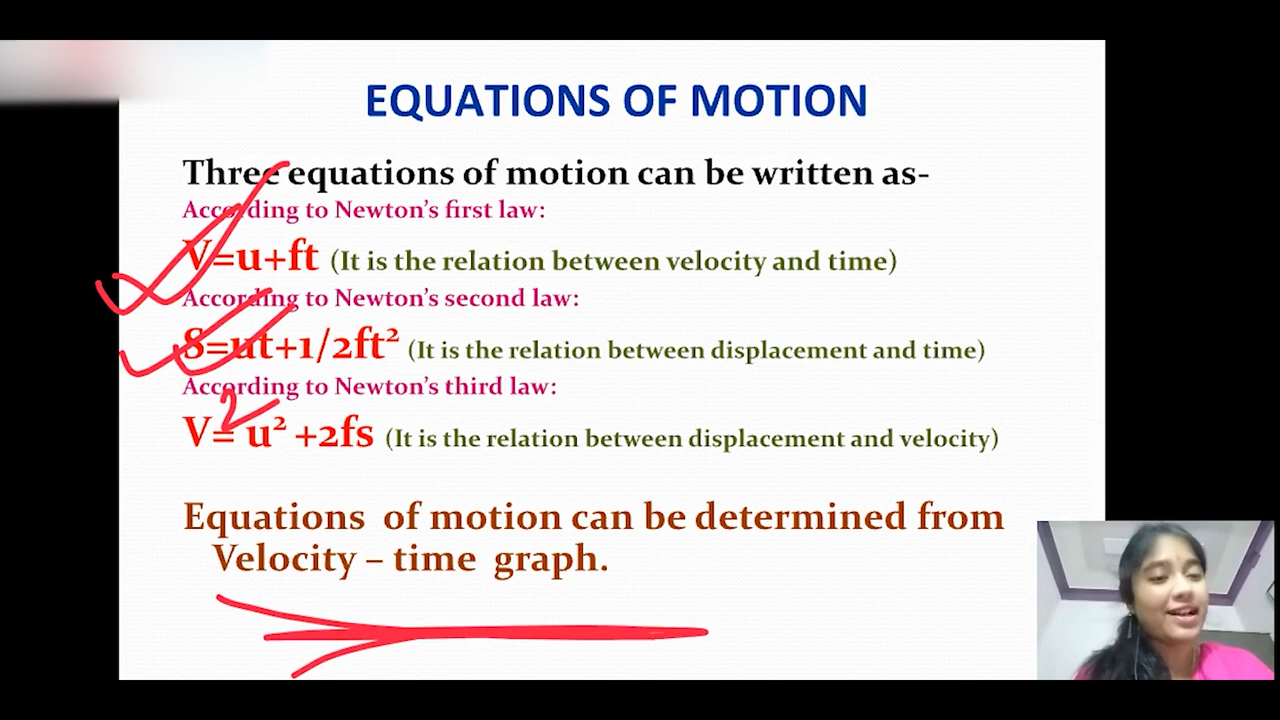 EQUATIONS OF MOTION
Three equations of motion can be written as-
According to Newton's first law:
V=u+ft (It is the relation between velocity and time)
According to Newton's second law:
S=ut+1/2ft² (It is the relation between displacement and time)
According to Newton's third law:
2
V= u² +2fs (It is the relation between displacement and velocity)
Equations of motion can be determined from
Velocity – time graph.